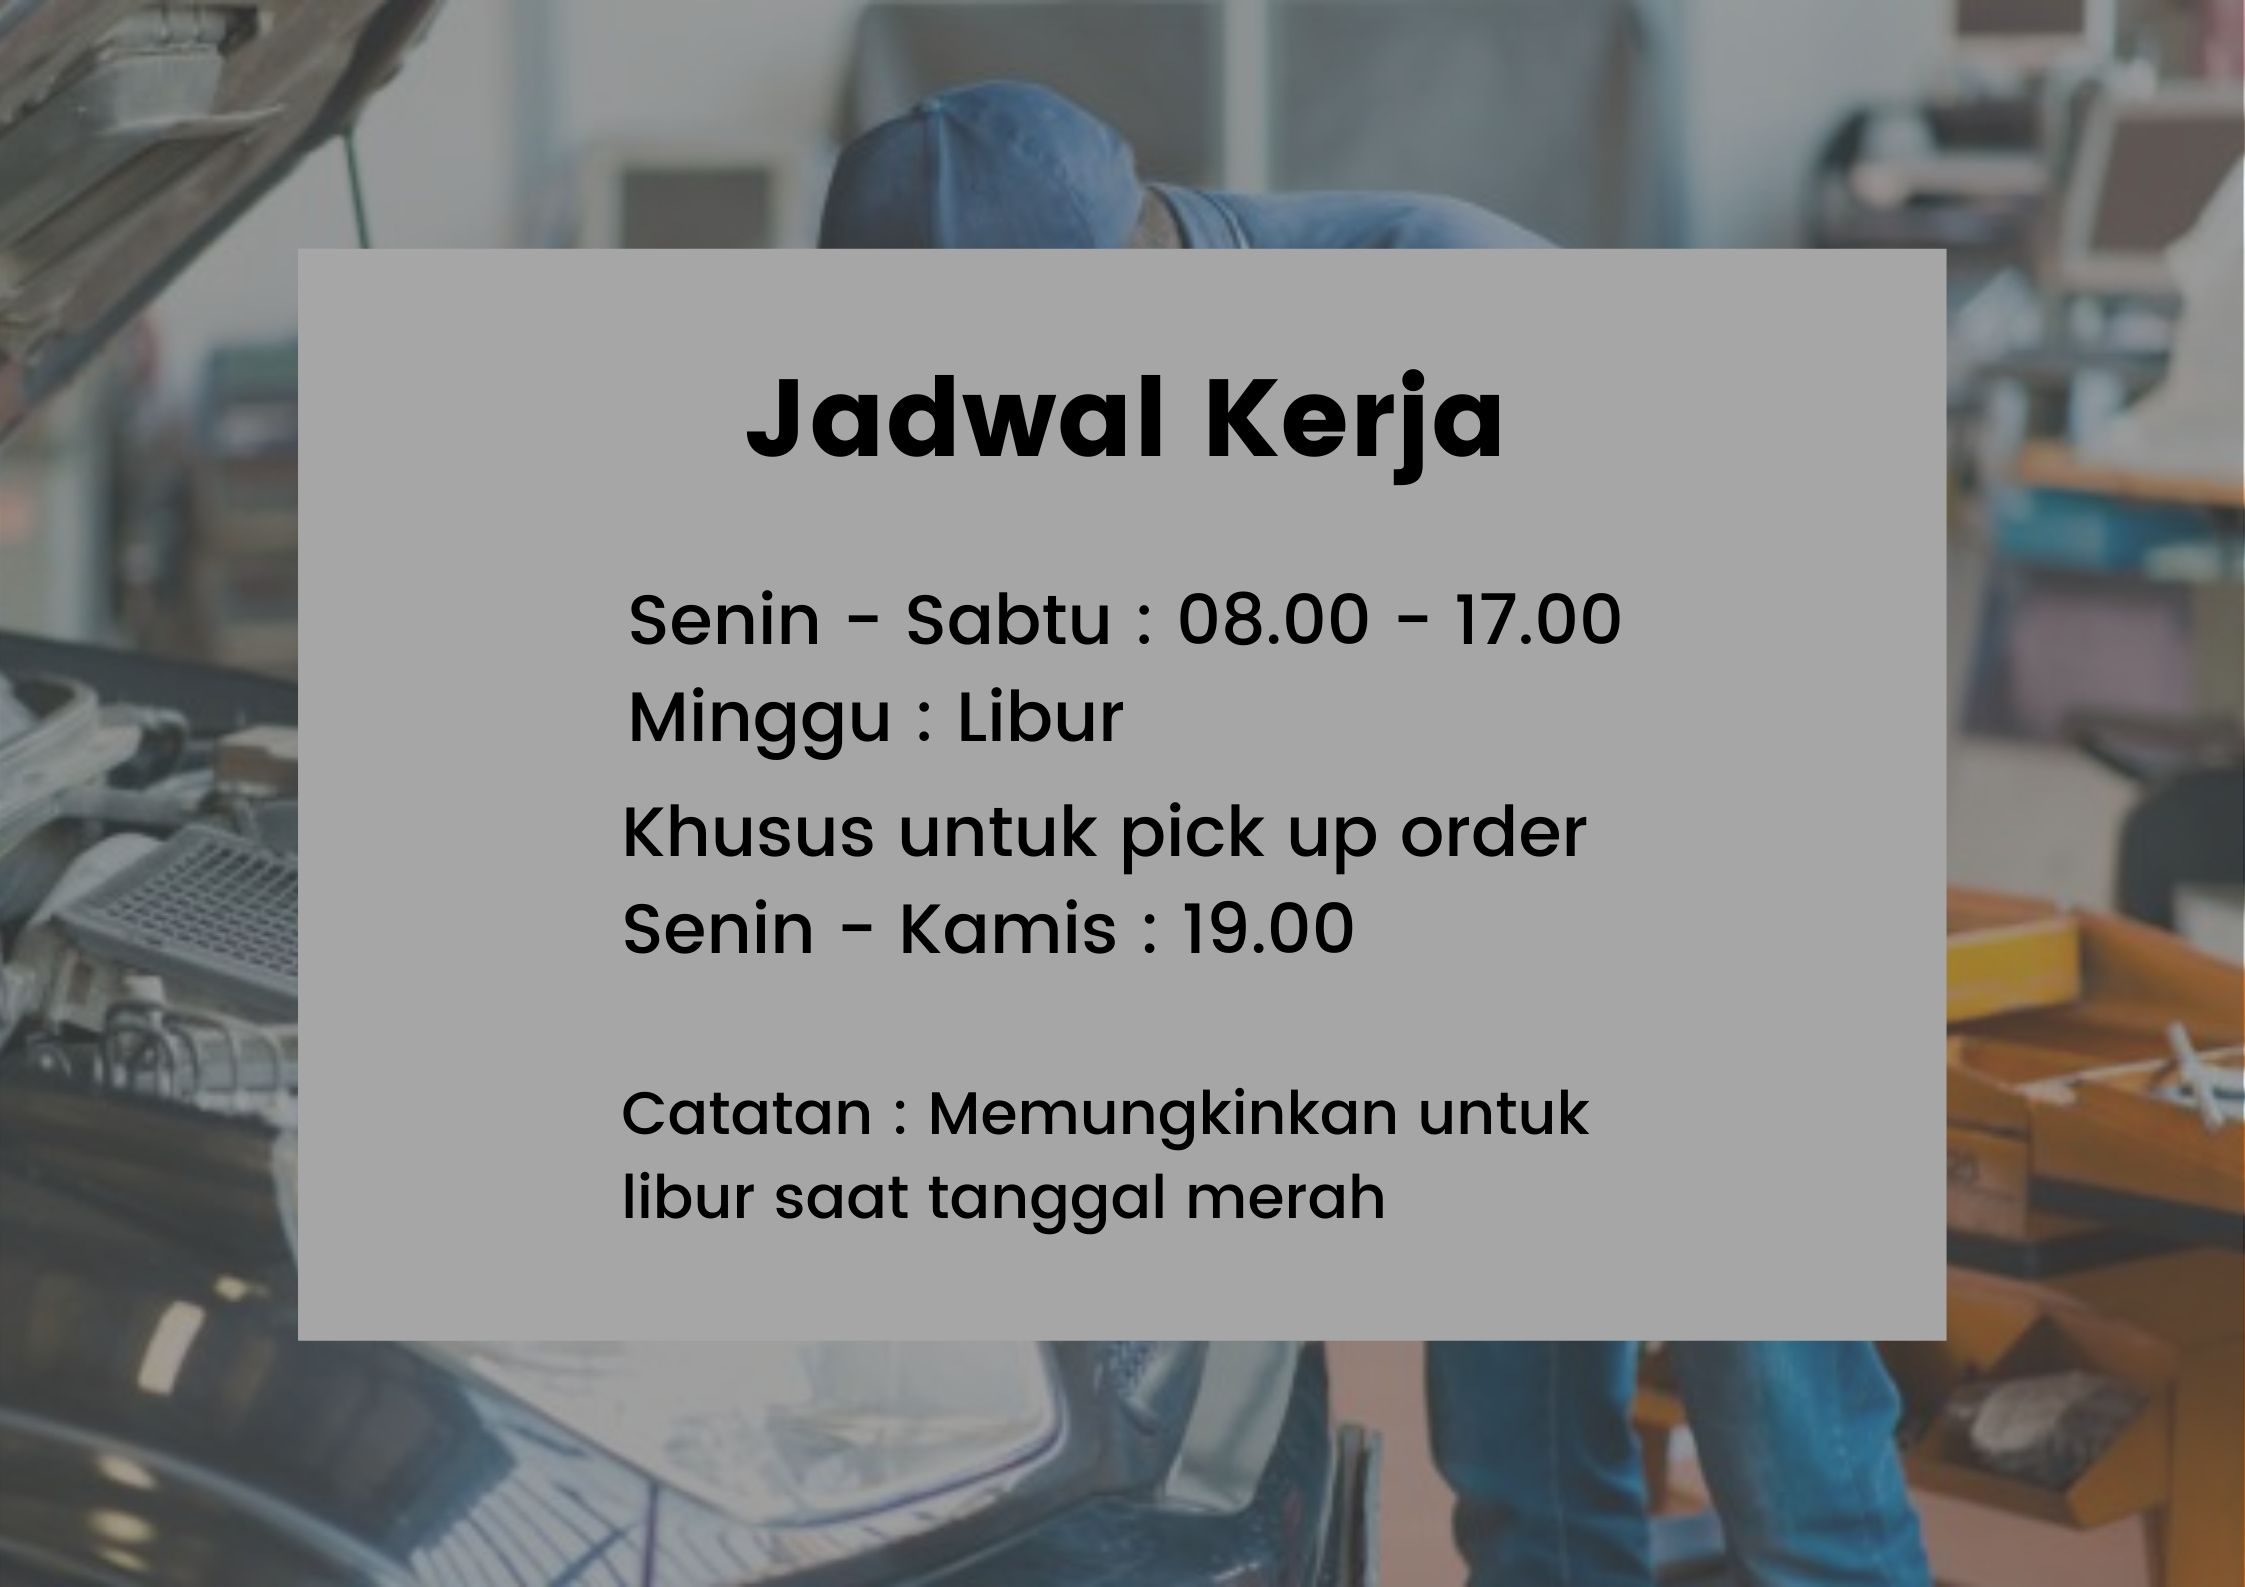 Jadwal Kerja
Senin - Sabtu : 08.00 - 17.00
Minggu : Libur
Khusus untuk pick up order
Senin - Kamis : 19.00
Catatan : Memungkinkan untuk
libur saat tanggal merah